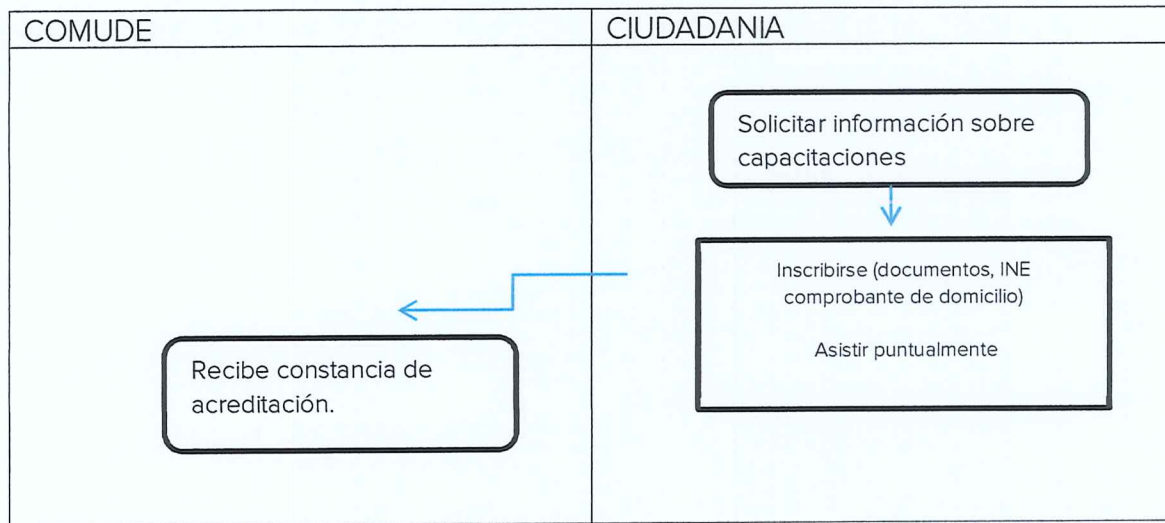 COMUDE
CIUDADANIA
Solicitar información sobre
capacitaciones
Inscribirse (documentos, INE
comprobante de domicilio)
Asistir puntualmente
Recibe constancia de
acreditación.